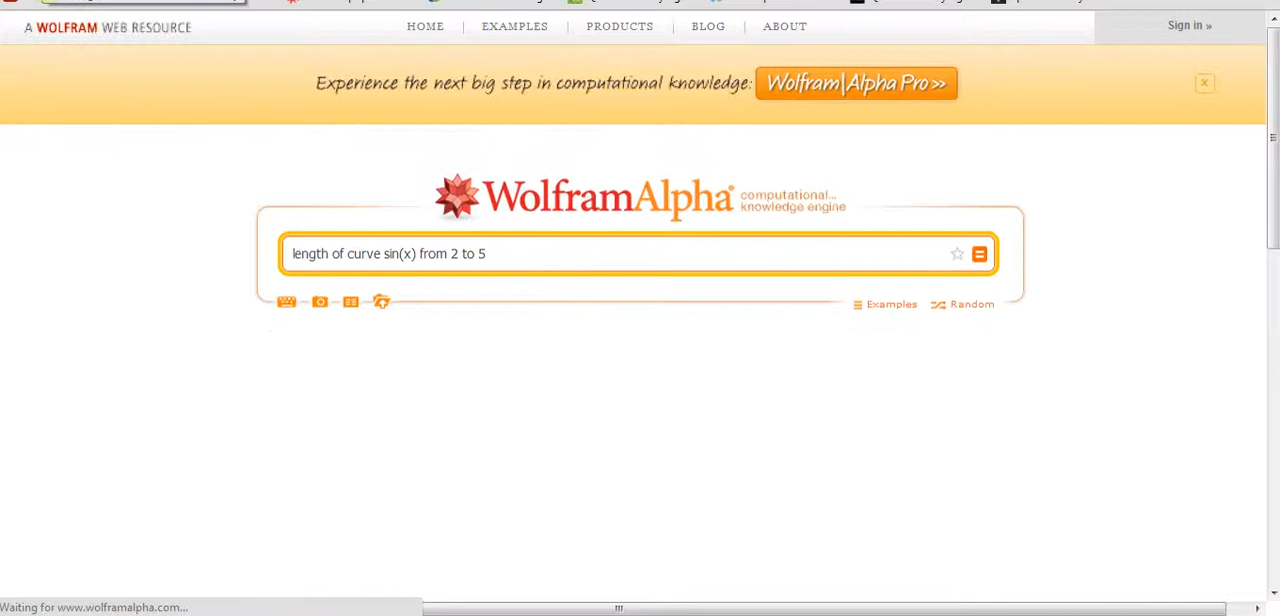 A WOLFRAM WEB RESOURCE
HOME EXAMPLES PRODUCTS BLOG ABOUT
Sign in »
Experience the next big step in computational knowledge: Wolfram|Alpha Pro >>
WolframAlpha computational...
knowledge engine
length of curve sin(x) from 2 to 5
Examples Random
Waiting for www.wolframalpha.com...